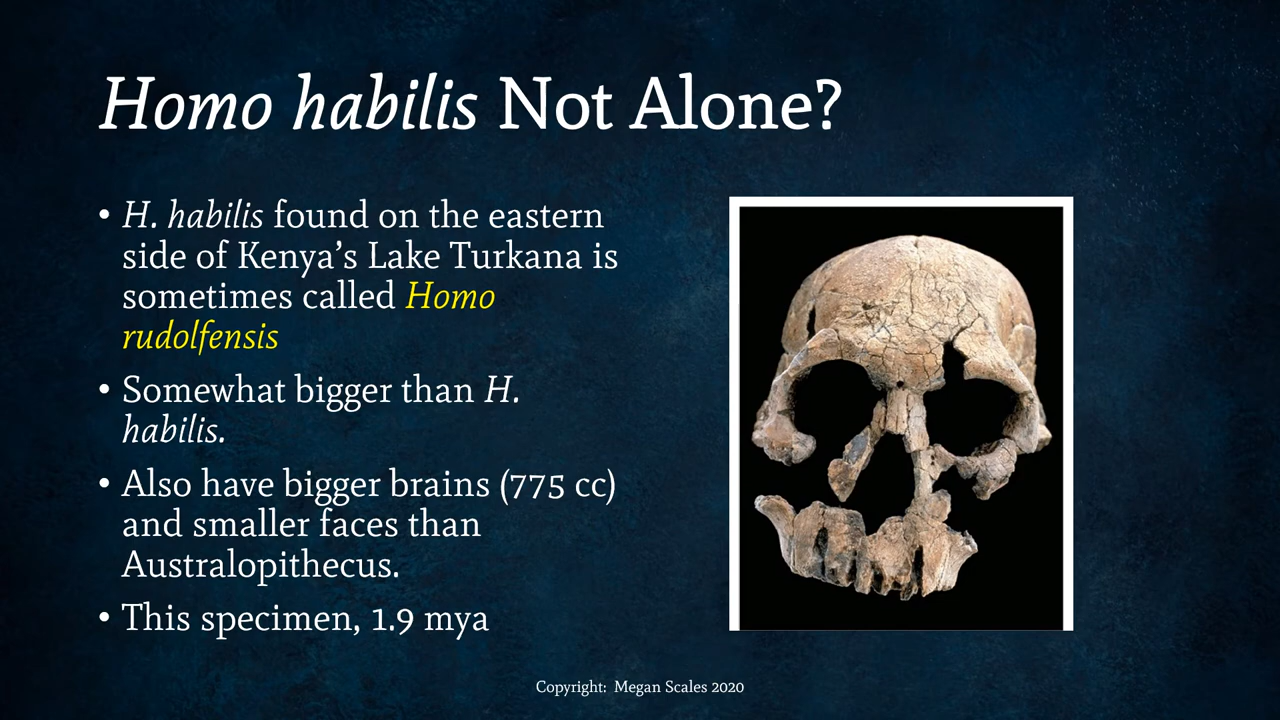 Homo habilis Not Alone?
• H. habilis found on the eastern
side of Kenya’s Lake Turkana is
sometimes called Homo
rudolfensis
• Somewhat bigger than H.
habilis.
• Also have bigger brains (775 cc)
and smaller faces than
Australopithecus.
• This specimen, 1.9 mya
Copyright:  Megan Scales 2020